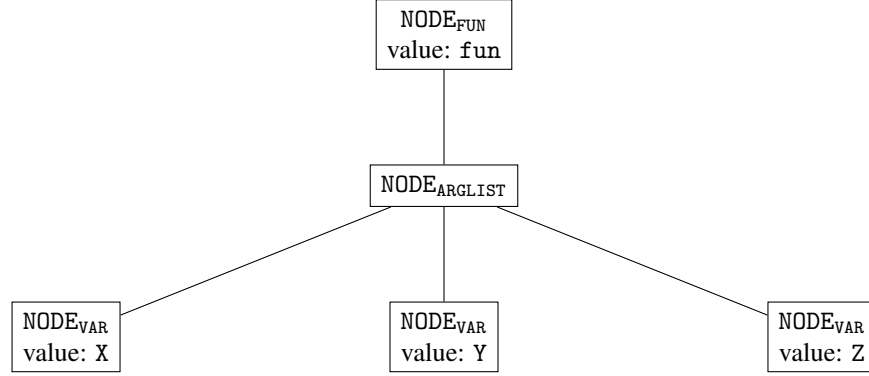 NODE_FUN
value: fun
NODE_ARGLIST
NODE_VAR
value: X
NODE_VAR
value: Y
NODE_VAR
value: Z